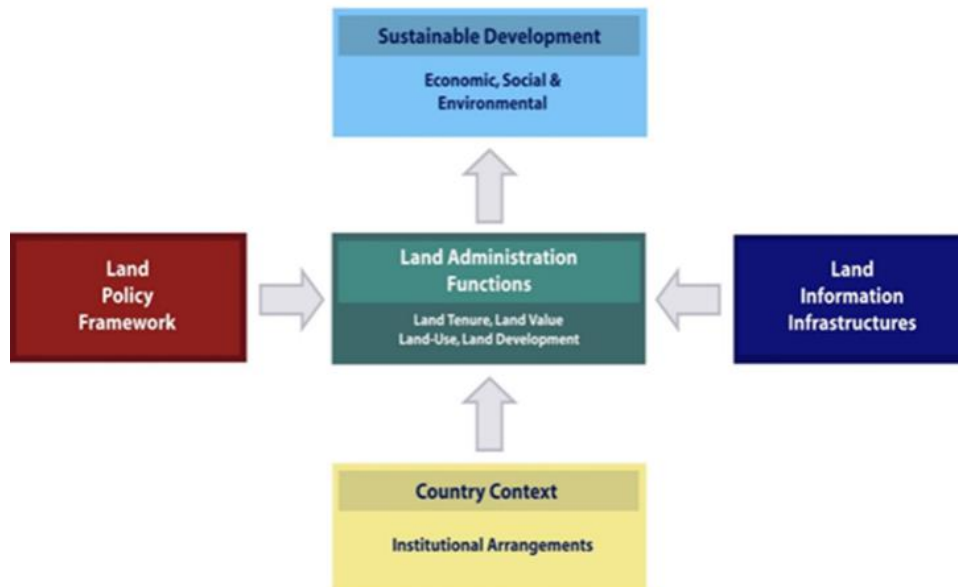 Sustainable Development
Economic, Social &
Environmental
Land
Policy
Framework
Land Administration
Functions
Land Tenure, Land Value
Land-Use, Land Development
Land
Information
Infrastructures
Country Context
Institutional Arrangements